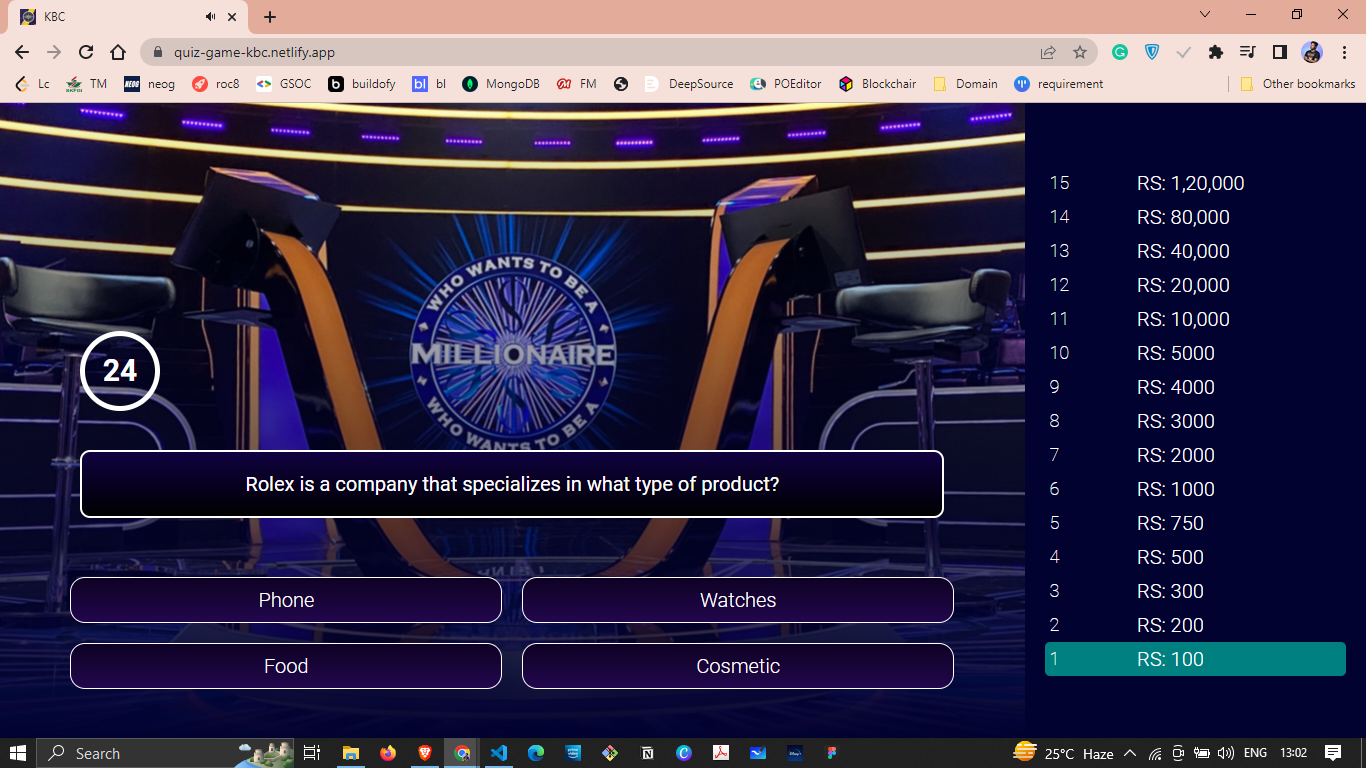 KBC
quiz-game-kbc.netlify.app
Lc
TM
neog
roc8
GSOC
buildofy
bl
bl
MongoDB
FM
DeepSource
POEditor
Blockchair
Domain
requirement
Other bookmarks
WHO WANTS TO BE A
MILLIONAIRE
WHO WANTS TO BE A
24
Rolex is a company that specializes in what type of product?
Phone
Watches
Food
Cosmetic
15 RS: 1,20,000
14 RS: 80,000
13 RS: 40,000
12 RS: 20,000
11 RS: 10,000
10 RS: 5000
9 RS: 4000
8 RS: 3000
7 RS: 2000
6 RS: 1000
5 RS: 750
4 RS: 500
3 RS: 300
2 RS: 200
1 RS: 100
Search
25°C Haze
ENG
13:02